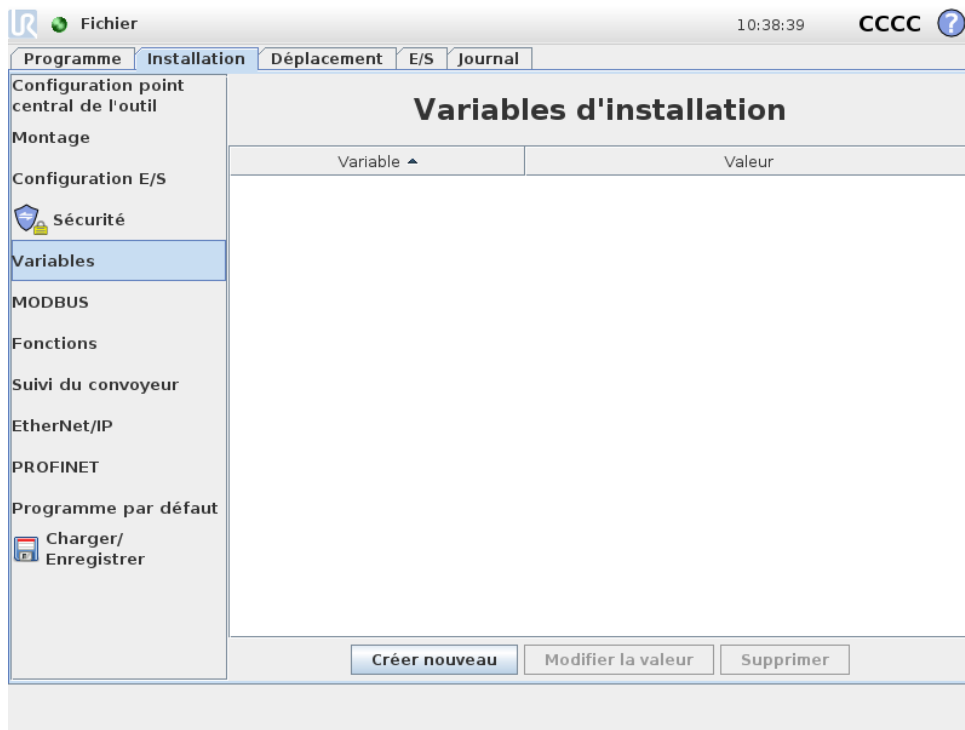 UR Fichier 10:38:39 CCCC ?
Programme Installation Déplacement E/S Journal
Configuration point
central de l'outil
Montage
Configuration E/S
Sécurité
Variables
MODBUS
Fonctions
Suivi du convoyeur
EtherNet/IP
PROFINET
Programme par défaut
Charger/
Enregistrer
Variables d'installation
Variable Valeur
Créer nouveau Modifier la valeur Supprimer